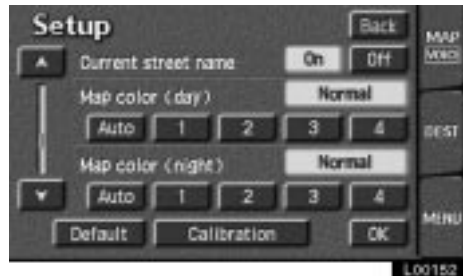 Setup
Back
MAP
VOICE
Current street name
On
Off
Map color (day)
Normal
Auto
1
2
3
4
DEST
Map color (night)
Normal
Auto
1
2
3
4
MENU
Default
Calibration
OK
L00152